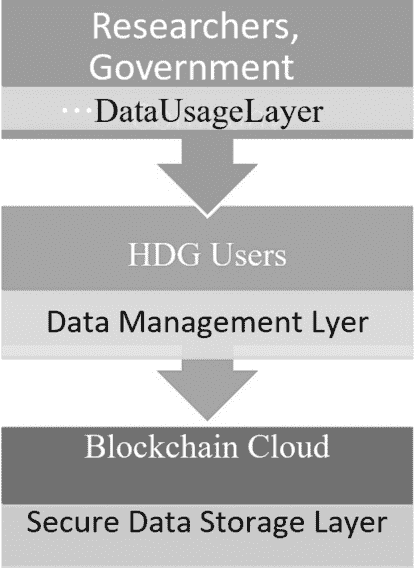 Researchers,
Government
...DataUsageLayer
HDG Users
Data Management Lyer
Blockchain Cloud
Secure Data Storage Layer